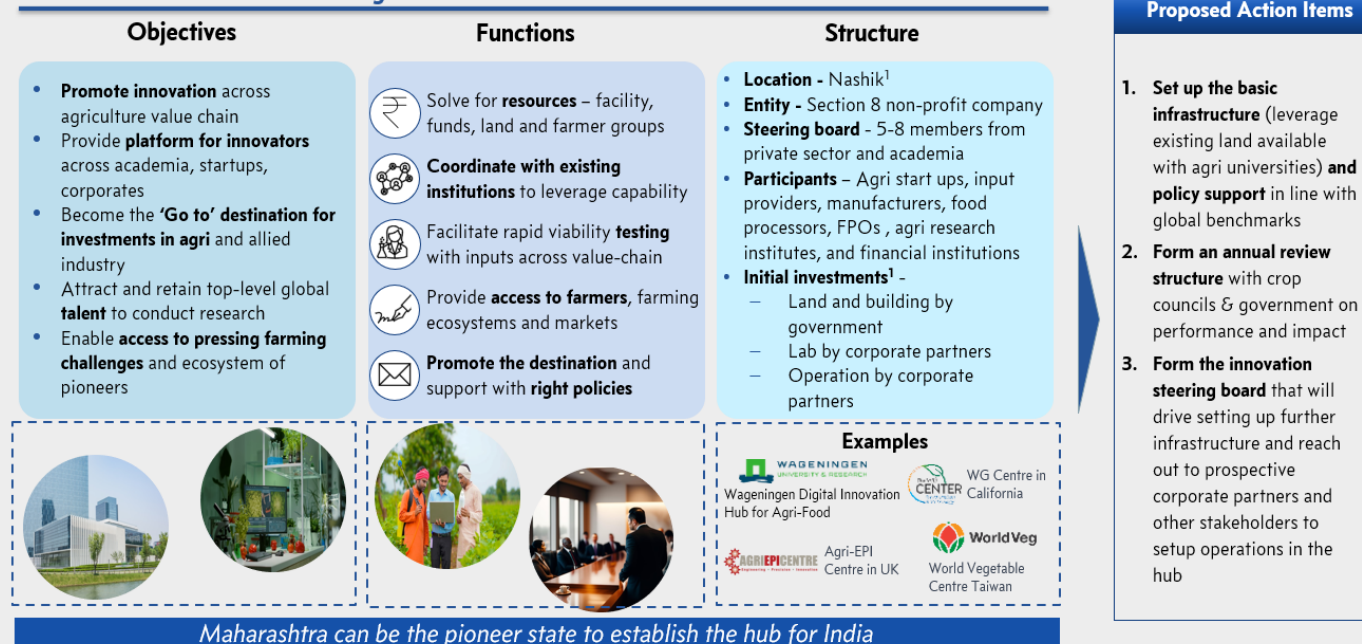 Objectives
Promote innovation across
agriculture value chain
Provide platform for innovators
across academia, startups,
corporates
Become the ‘Go to’ destination for
investments in agri and allied
industry
Attract and retain top-level global
talent to conduct research
Enable access to pressing farming
challenges and ecosystem of
pioneers
Functions
Solve for resources – facility,
funds, land and farmer groups
Coordinate with existing
institutions to leverage capability
Facilitate rapid viability testing
with inputs across value-chain
Provide access to farmers, farming
ecosystems and markets
Promote the destination and
support with right policies
Structure
Location - Nashik¹
Entity - Section 8 non-profit company
Steering board - 5-8 members from
private sector and academia
Participants – Agri start ups, input
providers, manufacturers, food
processors, FPOs , agri research
institutes, and financial institutions
Initial investments¹ -
– Land and building by
government
– Lab by corporate partners
– Operation by corporate
partners
Examples
WAGENINGEN
UNIVERSITY & RESEARCH
Wageningen Digital Innovation
Hub for Agri-Food
CENTER
WG Centre in
California
AGRIEPICENTRE
Engineering - Precision - Innovation
Agri-EPI
Centre in UK
WorldVeg
World Vegetable
Centre Taiwan
Proposed Action Items
1. Set up the basic
infrastructure (leverage
existing land available
with agri universities) and
policy support in line with
global benchmarks
2. Form an annual review
structure with crop
councils & government on
performance and impact
3. Form the innovation
steering board that will
drive setting up further
infrastructure and reach
out to prospective
corporate partners and
other stakeholders to
setup operations in the
hub
Maharashtra can be the pioneer state to establish the hub for India